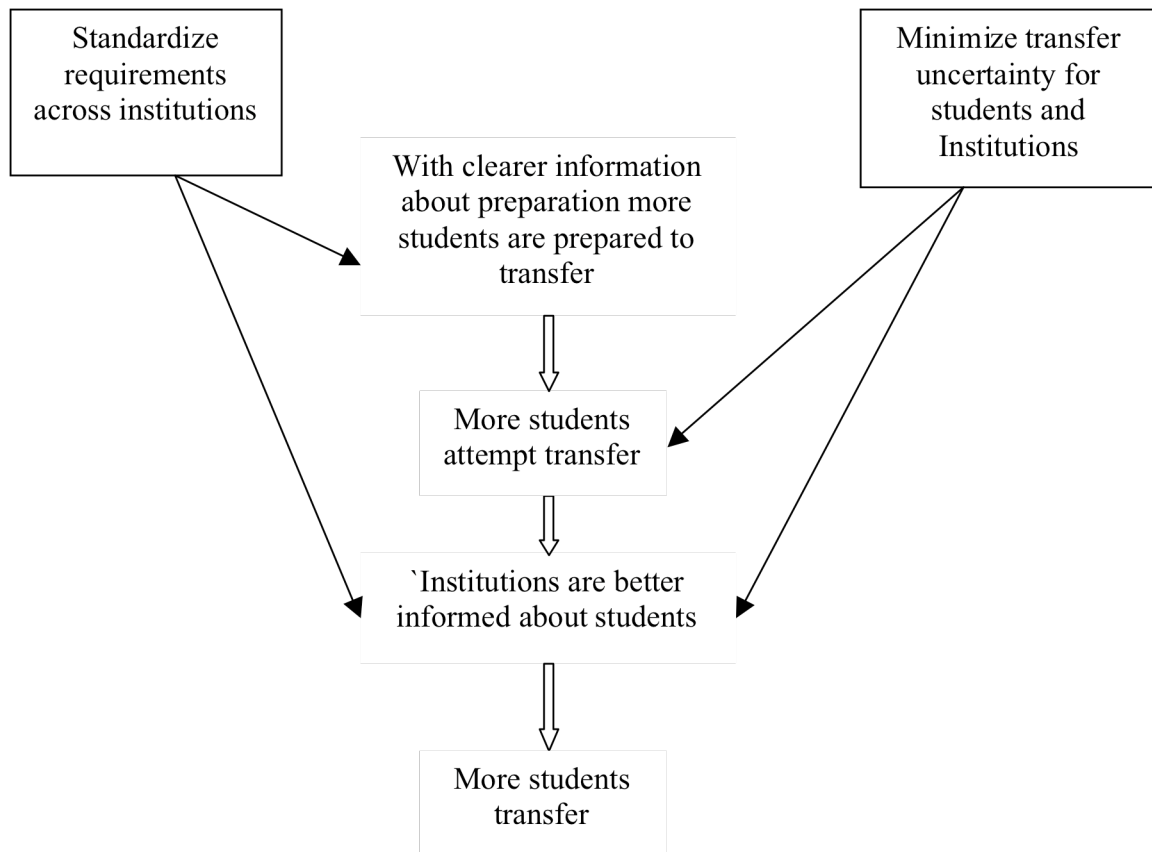 Standardize
requirements
across institutions
Minimize transfer
uncertainty for
students and
Institutions
With clearer information
about preparation more
students are prepared to
transfer
More students
attempt transfer
`Institutions are better
informed about students
More students
transfer